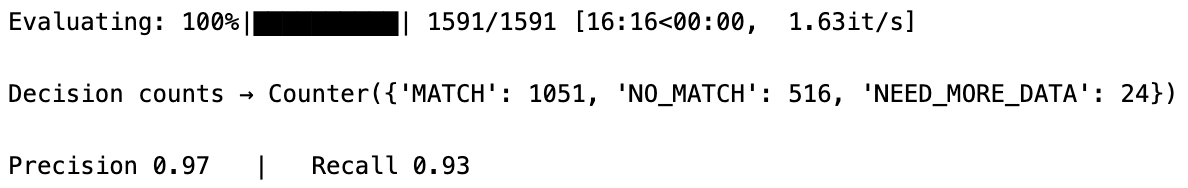 Evaluating: 100%|██████████| 1591/1591 [16:16<00:00,  1.63it/s]
Decision counts → Counter({'MATCH': 1051, 'NO_MATCH': 516, 'NEED_MORE_DATA': 24})
Precision 0.97   |   Recall 0.93